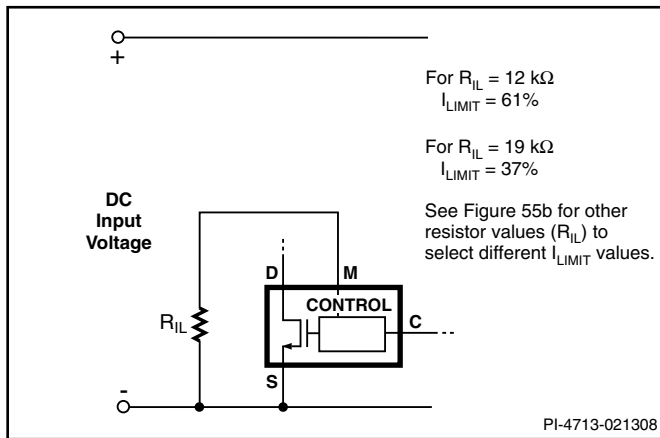 +
For R_IL = 12 kΩ
I_LIMIT = 61%
For R_IL = 19 kΩ
I_LIMIT = 37%
See Figure 55b for other
resistor values (R_IL) to
select different I_LIMIT values.
DC
Input
Voltage
D M
CONTROL
C
R_IL
S
-
PI-4713-021308